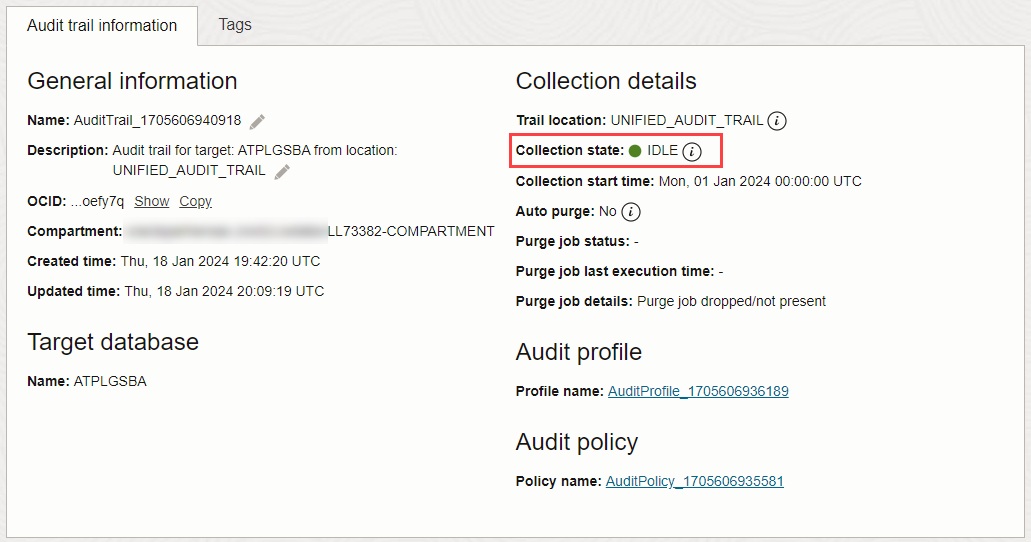 Audit trail information
Tags
General information
Name: AuditTrail_1705606940918
Description: Audit trail for target: ATPLGSBA from location:
UNIFIED_AUDIT_TRAIL
OCID: ...oefy7q Show Copy
Compartment: LL73382-COMPARTMENT
Created time: Thu, 18 Jan 2024 19:42:20 UTC
Updated time: Thu, 18 Jan 2024 20:09:19 UTC
Target database
Name: ATPLGSBA
Collection details
Trail location: UNIFIED_AUDIT_TRAIL i
Collection state: IDLE i
Collection start time: Mon, 01 Jan 2024 00:00:00 UTC
Auto purge: No i
Purge job status: -
Purge job last execution time: -
Purge job details: Purge job dropped/not present
Audit profile
Profile name: AuditProfile_1705606936189
Audit policy
Policy name: AuditPolicy_1705606935581